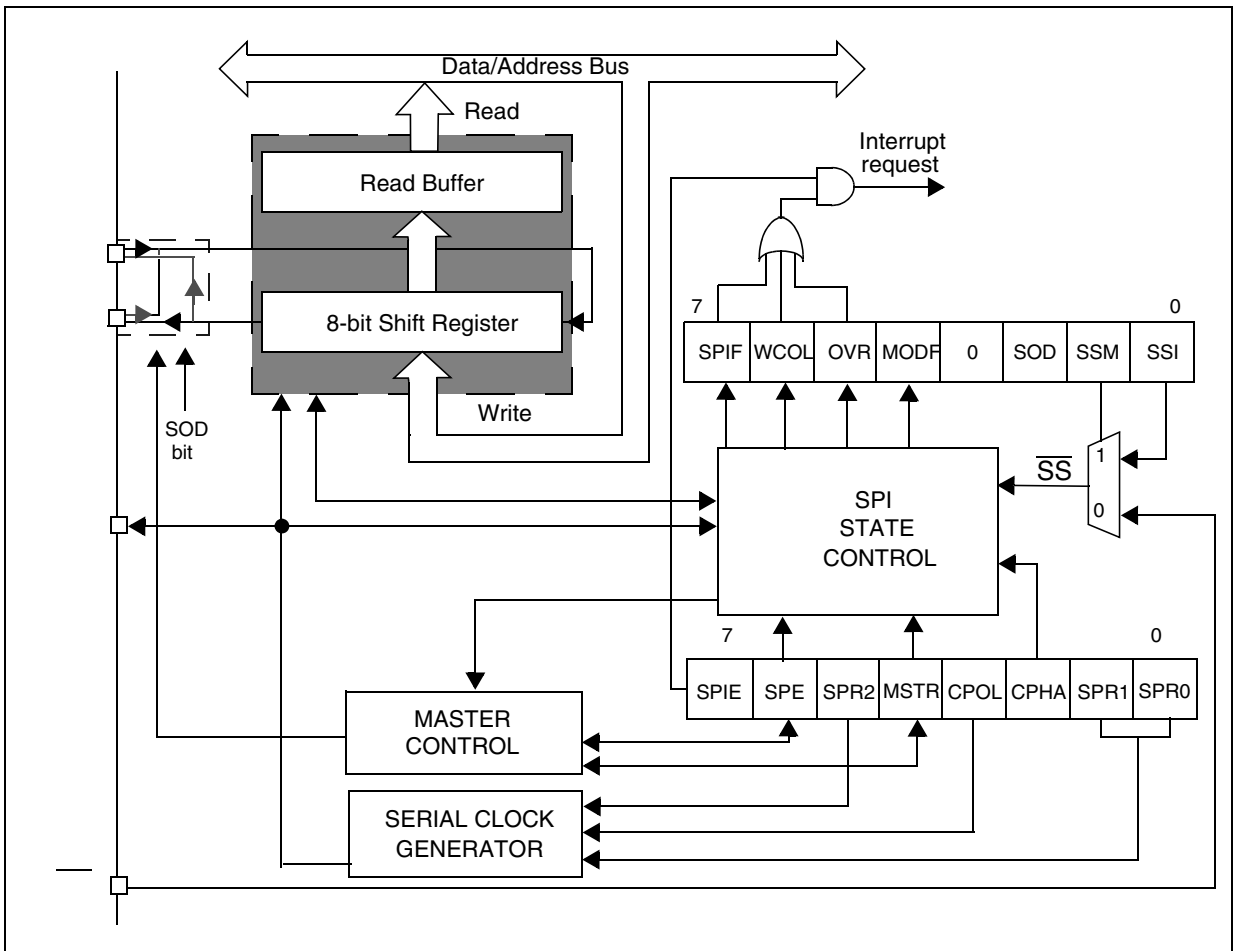 Data/Address Bus
Read
Read Buffer
Interrupt
request
8-bit Shift Register
7
0
SPIF WCOL OVR MODF 0 SOD SSM SSI
Write
SOD
bit
1
SS
0
SPI
STATE
CONTROL
7
0
SPIE SPE SPR2 MSTR CPOL CPHA SPR1 SPR0
MASTER
CONTROL
SERIAL CLOCK
GENERATOR